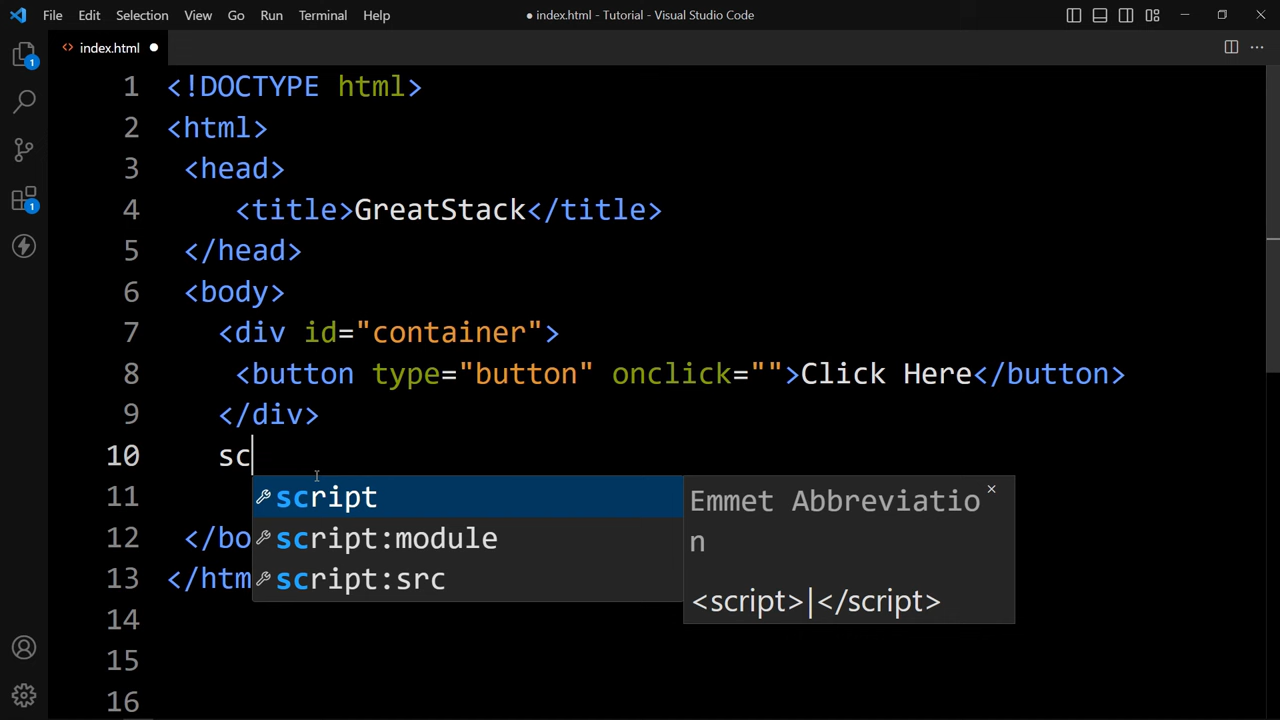 File Edit Selection View Go Run Terminal Help ● index.html - Tutorial - Visual Studio Code
<> index.html ●
1 <!DOCTYPE html>
2 <html>
3 <head>
4 <title>GreatStack</title>
5 </head>
6 <body>
7 <div id="container">
8 <button type="button" onclick="">Click Here</button>
9 </div>
10 sc
11
12 </bo
13 </htm
14
15
16
script
script:module
script:src
Emmet Abbreviatio
n
<script>|</script>
1
1